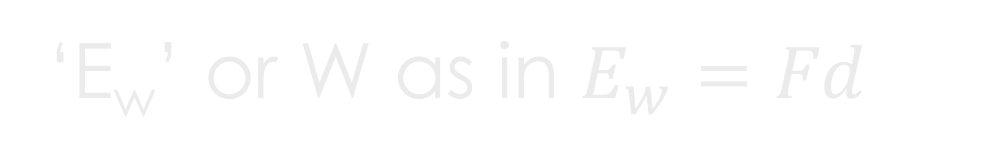 ‘E_w’ or W as in E_w = Fd